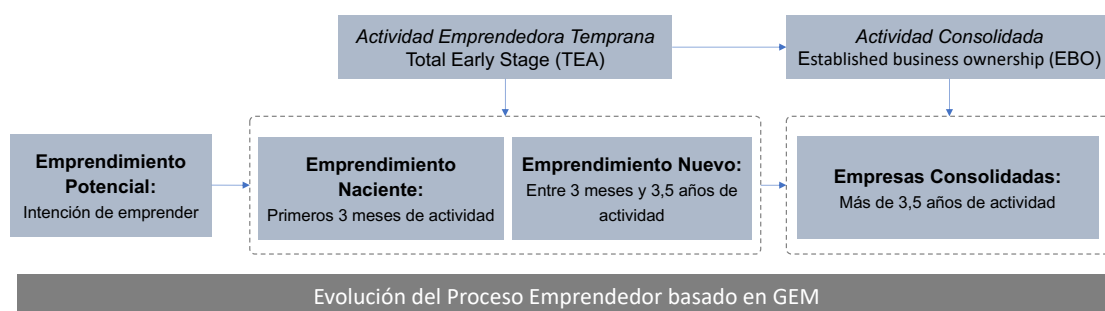 Actividad Emprendedora Temprana
Total Early Stage (TEA)
Actividad Consolidada
Established business ownership (EBO)
Emprendimiento
Potencial:
Intención de emprender
Emprendimiento
Naciente:
Primeros 3 meses de actividad
Emprendimiento Nuevo:
Entre 3 meses y 3,5 años de
actividad
Empresas Consolidadas:
Más de 3,5 años de actividad
Evolución del Proceso Emprendedor basado en GEM